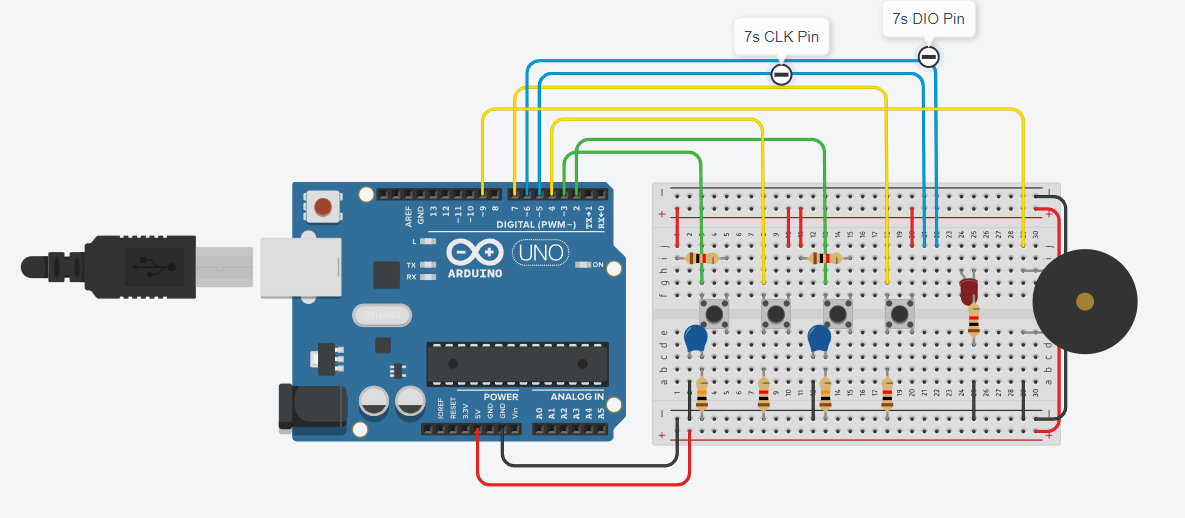 7s DIO Pin
7s CLK Pin
AREF
GND
13
12
~11
~10
~9
8
7
~6
~5
4
~3
2
TX→1
RX←0
DIGITAL (PWM~)
L
TX
RX
ARDUINO
UNO
ON
POWER
ANALOG IN
IOREF
RESET
3.3V
5V
GND
GND
Vin
A0
A1
A2
A3
A4
A5
j
i
h
g
f
e
d
c
b
a